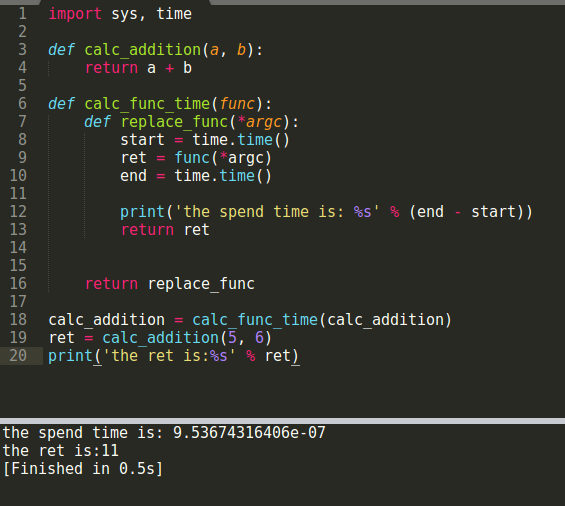 1 import sys, time
2
3 def calc_addition(a, b):
4     return a + b
5
6 def calc_func_time(func):
7     def replace_func(*argc):
8         start = time.time()
9         ret = func(*argc)
10         end = time.time()
11
12         print('the spend time is: %s' % (end - start))
13         return ret
14
15
16     return replace_func
17
18 calc_addition = calc_func_time(calc_addition)
19 ret = calc_addition(5, 6)
20 print('the ret is:%s' % ret)
the spend time is: 9.53674316406e-07
the ret is:11
[Finished in 0.5s]